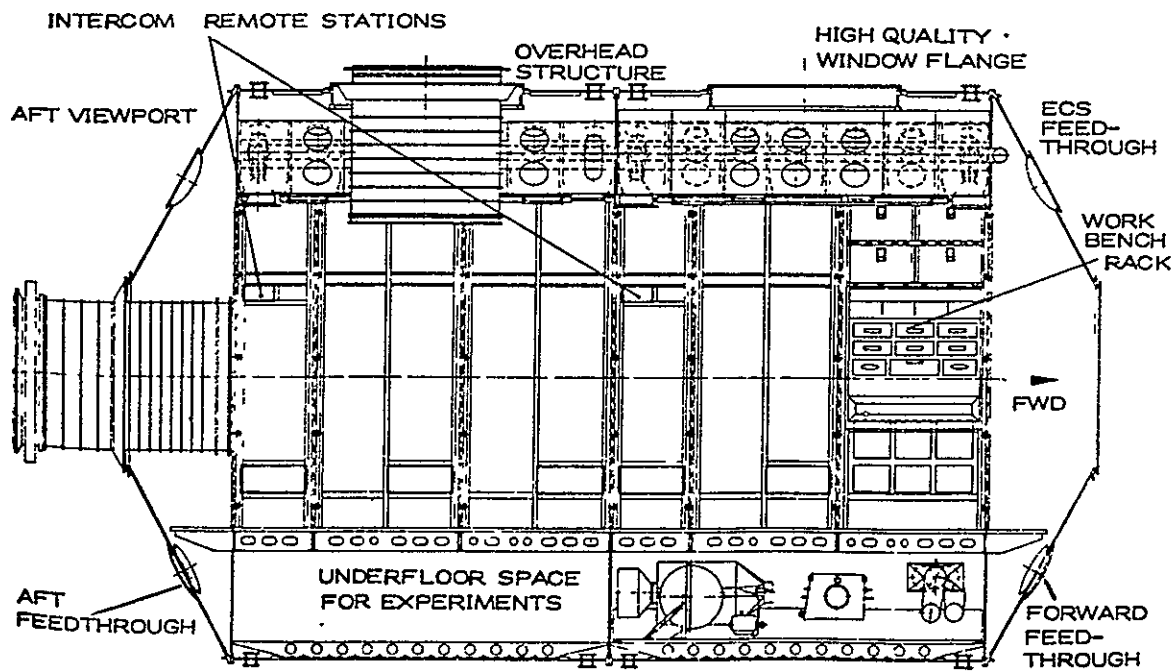 INTERCOM REMOTE STATIONS
OVERHEAD
STRUCTURE
HIGH QUALITY
WINDOW FLANGE
AFT VIEWPORT
ECS
FEED-
THROUGH
WORK
BENCH
RACK
FWD
UNDERFLOOR SPACE
FOR EXPERIMENTS
AFT
FEEDTHROUGH
FORWARD
FEED-
THROUGH